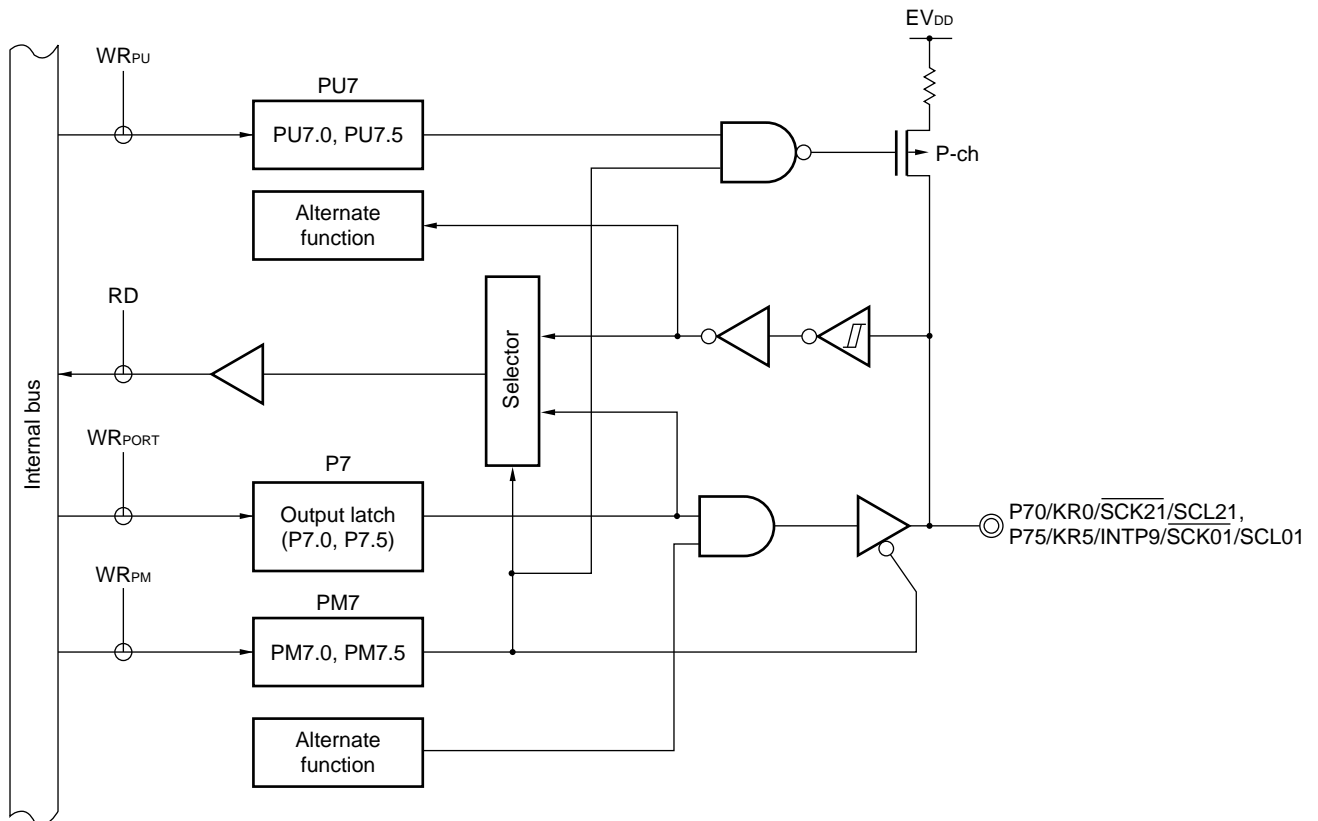 EVDD
WRPU
PU7
PU7.0, PU7.5
P-ch
Alternate
function
RD
Selector
Internal bus
WRPORT
P7
Output latch
(P7.0, P7.5)
P70/KR0/SCK21/SCL21,
P75/KR5/INTP9/SCK01/SCL01
WRPM
PM7
PM7.0, PM7.5
Alternate
function